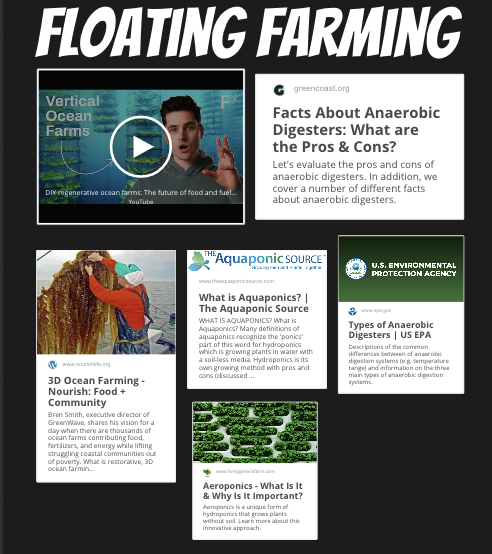 FLOATING FARMING
Vertical
Ocean
Farms
DIY regenerative ocean farms: The future of food and fuel...
YouTube
greencoast.org
Facts About Anaerobic
Digesters: What are
the Pros & Cons?
Let's evaluate the pros and cons of
anaerobic digesters. In addition, we
cover a number of different facts
about anaerobic digesters.
www.nourishlife.org
3D Ocean Farming -
Nourish: Food +
Community
Bren Smith, executive director of
GreenWave, shares his vision for a
day when there are thousands of
ocean farms contributing food,
fertilizers, and energy while lifting
struggling coastal communities out
of poverty. What is restorative, 3D
ocean farmin...
THE Aquaponic SOURCE™
Growing Fish and Plants Together
www.theaquaponicsource.com
What is Aquaponics? |
The Aquaponic Source
WHAT IS AQUAPONICS? What is
Aquaponics? Many definitions of
aquaponics recognize the 'ponics'
part of this word for hydroponics
which is growing plants in water with
a soil-less media. Hydroponics is its
own growing method with pros and
cons (discussed ...
U.S. ENVIRONMENTAL
PROTECTION AGENCY
www.epa.gov
Types of Anaerobic
Digesters | US EPA
Descriptions of the common
differences between of anaerobic
digestion systems (e.g. temperature
range) and information on the three
main types of anaerobic digestion
systems.
www.livinggreensfarm.com
Aeroponics - What Is It
& Why Is It Important?
Aeroponics is a unique form of
hydroponics that grows plants
without soil. Learn more about this
innovative approach.